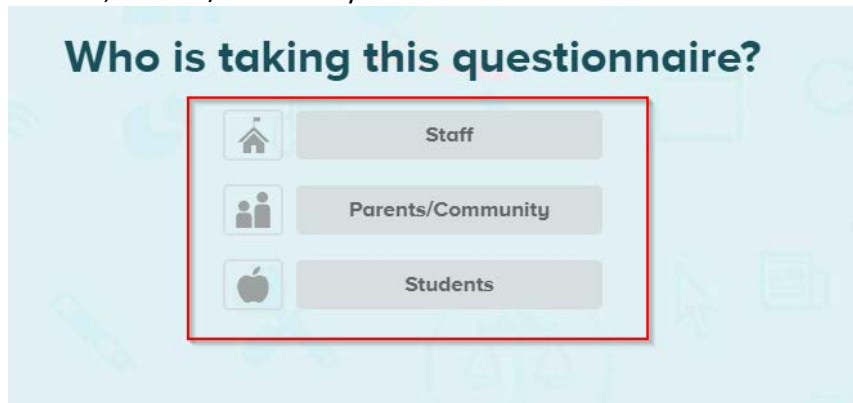 Who is taking this questionnaire?
Staff
Parents/Community
Students